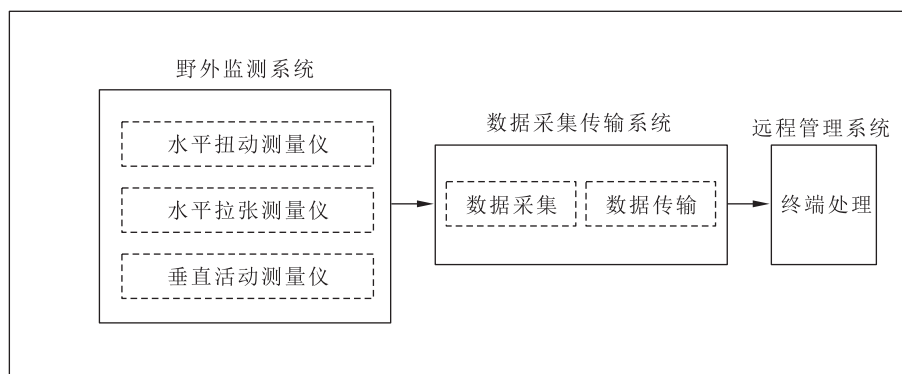 野外监测系统
水平扭动测量仪
水平拉张测量仪
垂直活动测量仪
数据采集传输系统
数据采集
数据传输
远程管理系统
终端处理